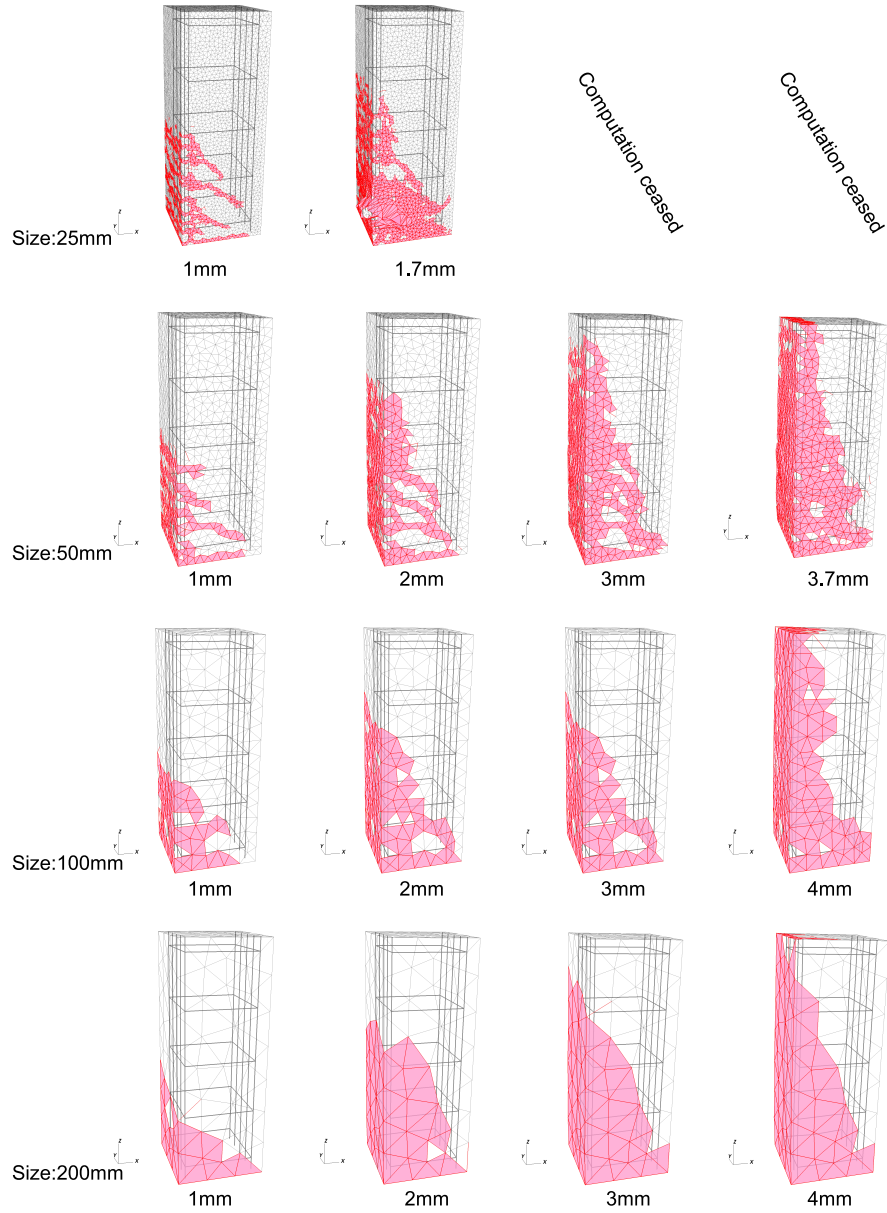 Computation ceased
Computation ceased
z
Y
x
z
Y
x
Size:25mm
1mm
1.7mm
z
Y
x
z
Y
x
z
Y
x
z
Y
x
Size:50mm
1mm
2mm
3mm
3.7mm
z
Y
x
z
Y
x
z
Y
x
z
Y
x
Size:100mm
1mm
2mm
3mm
4mm
z
Y
x
z
Y
x
z
Y
x
z
Y
x
Size:200mm
1mm
2mm
3mm
4mm